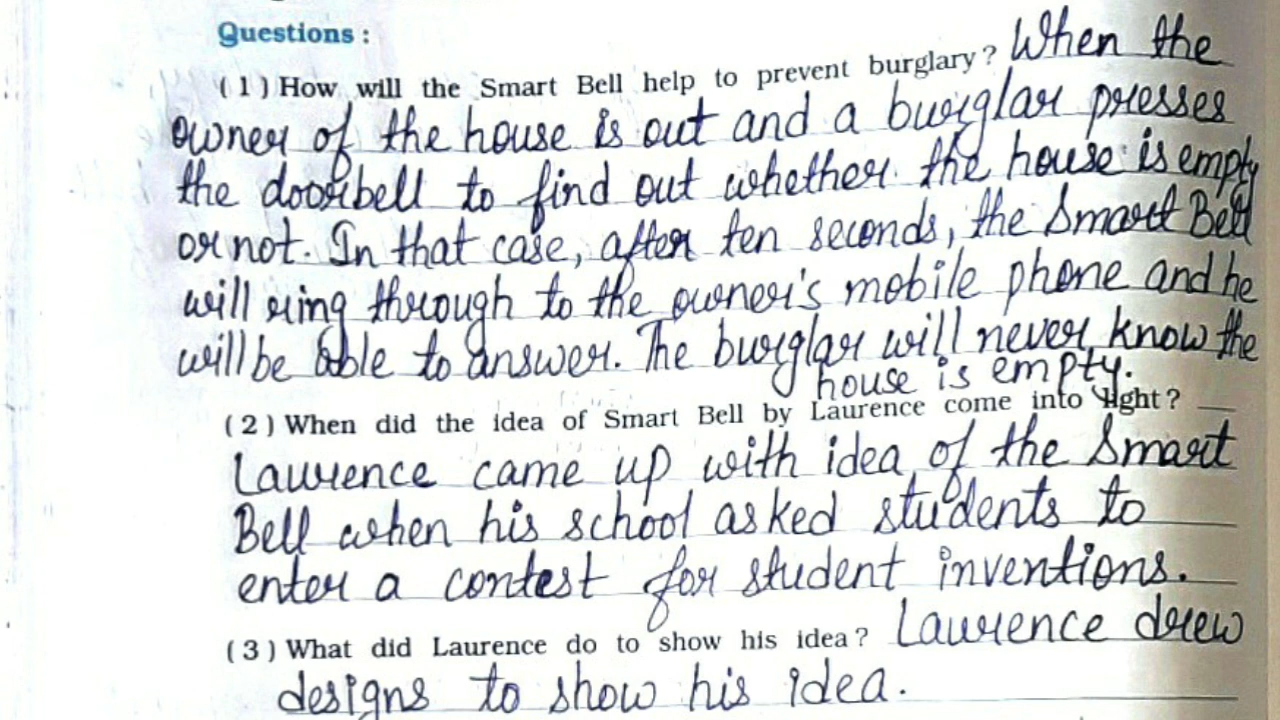 Questions :
( 1 ) How will the Smart Bell help to prevent burglary ? When the
owner of the house is out and a burglar presses
the doorbell to find out whether the house is empty
or not. In that case, after ten seconds, the Smart Bell
will ring through to the owner's mobile phone and he
will be able to answer. The burglar will never know the
house is empty.
( 2 ) When did the idea of Smart Bell by Laurence come into light ?
Laurence came up with idea of the Smart
Bell when his school asked students to
enter a contest for student inventions.
( 3 ) What did Laurence do to show his idea ? Laurence drew
designs to show his idea.